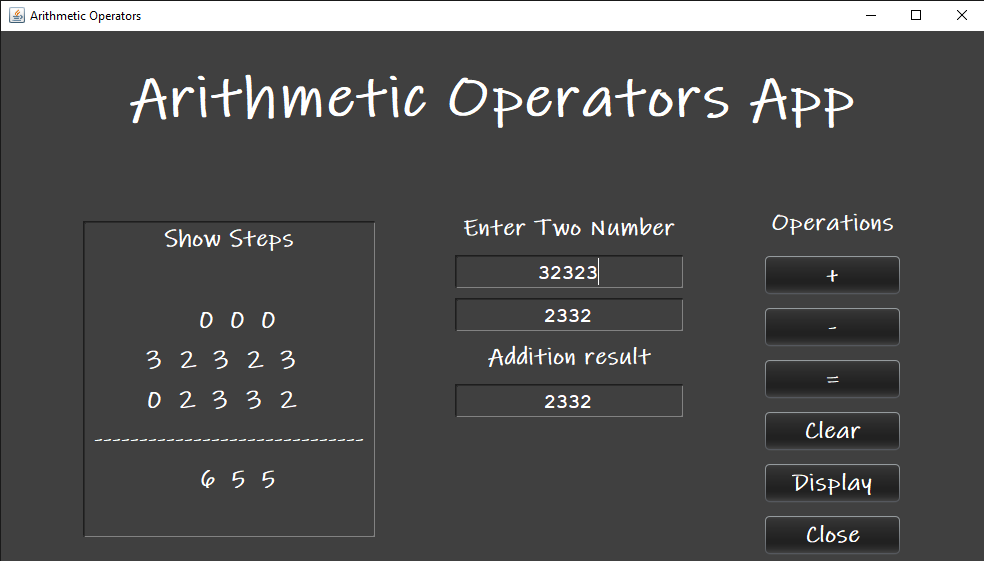 Arithmetic Operators
Arithmetic Operators App
Show Steps
0 0 0
3 2 3 2 3
0 2 3 3 2
------------------------------
6 5 5
Enter Two Number
32323
2332
Addition result
2332
Operations
+
-
=
Clear
Display
Close